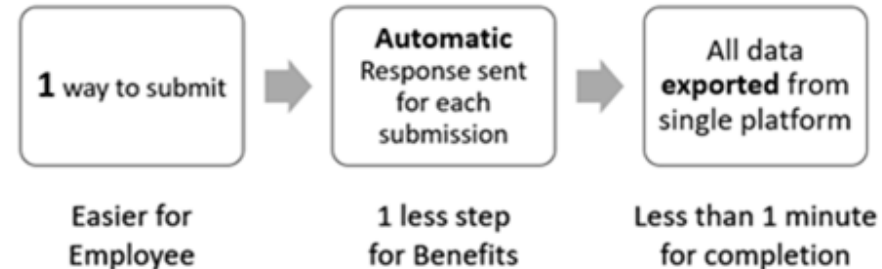 1 way to submit
Automatic
Response sent
for each
submission
All data
exported from
single platform
Easier for
Employee
1 less step
for Benefits
Less than 1 minute
for completion